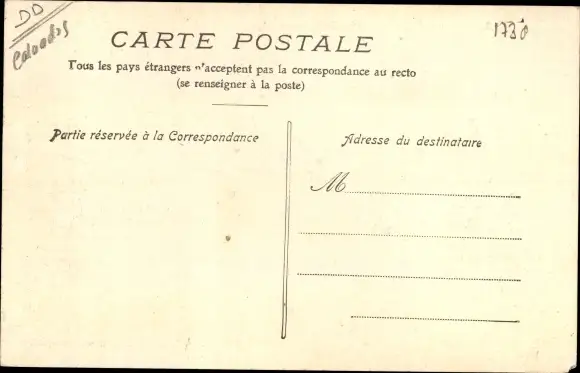 DD
Calvados
1738
CARTE POSTALE
Tous les pays étrangers n'acceptent pas la correspondance au recto
(se renseigner à la poste)
Partie réservée à la Correspondance
Adresse du destinataire
M